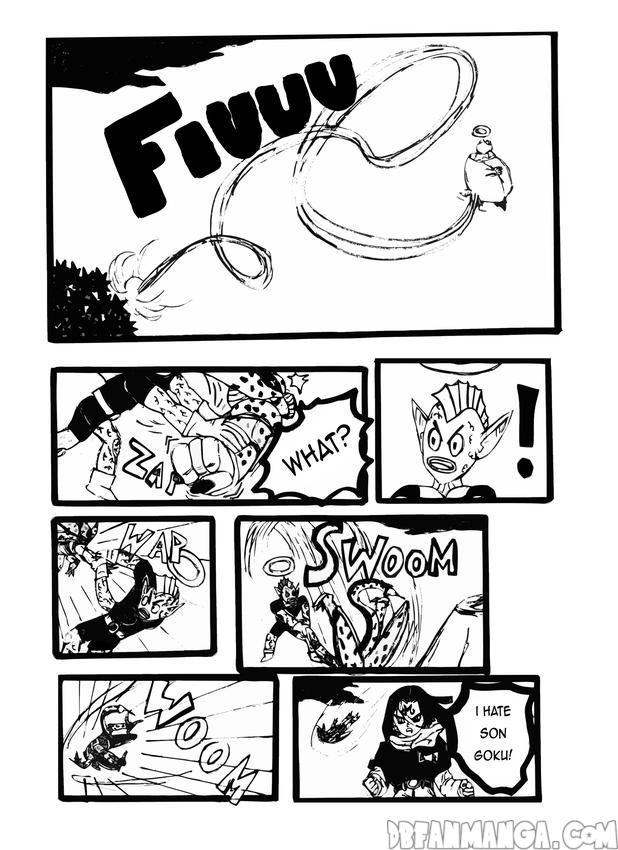 FIUUU
ZAP
WHAT?
!
WAP
SWOOM
WOOM
I HATE
SON
GOKU!
DBFANMANGA.COM